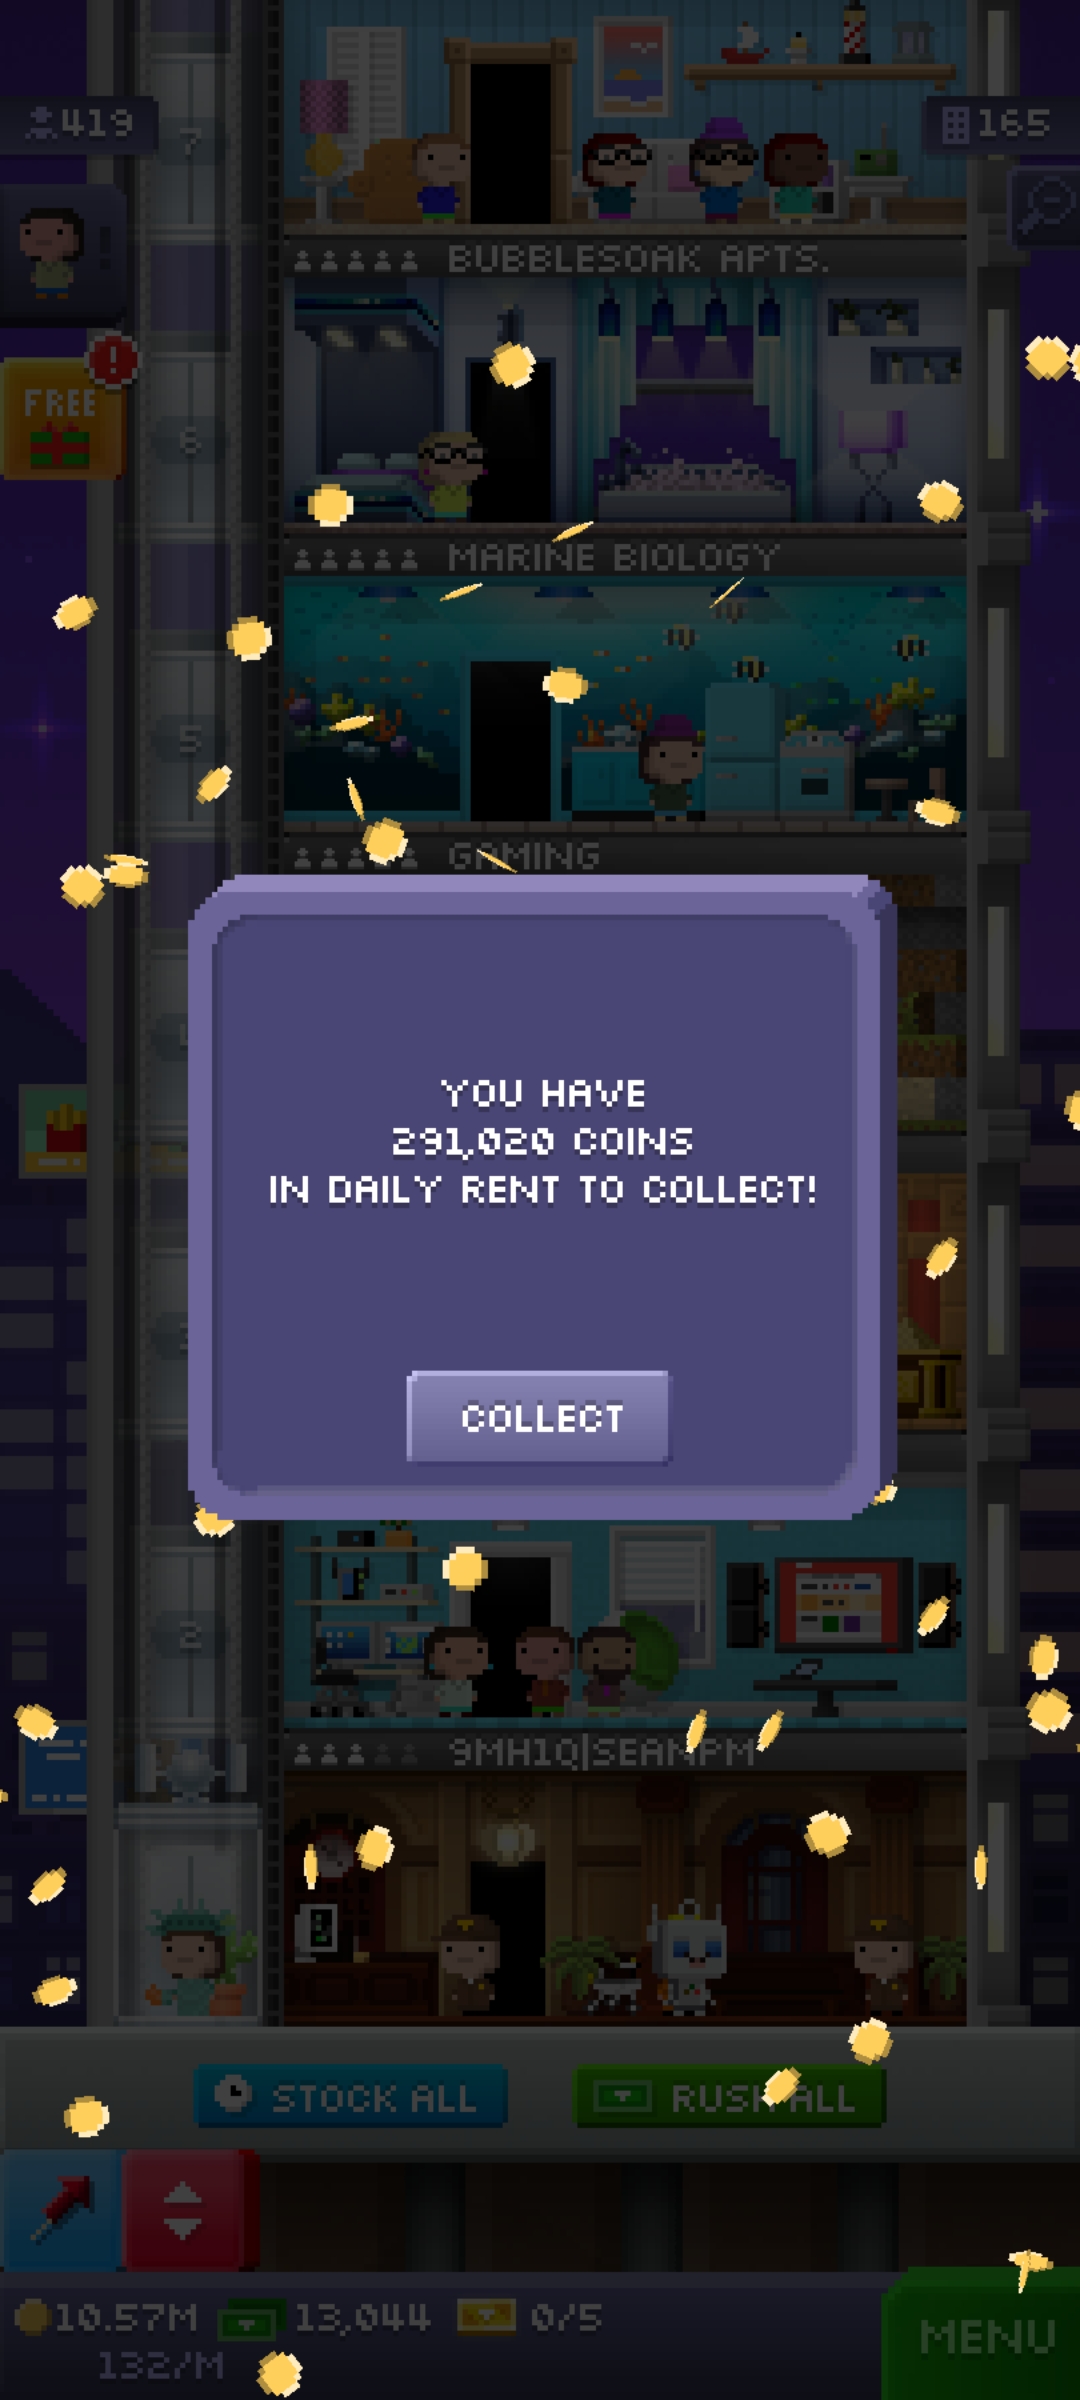 419
165
7
BUBBLESOAK APTS.
FREE
!
6
MARINE BIOLOGY
5
GAMING
YOU HAVE
291,020 COINS
IN DAILY RENT TO COLLECT!
COLLECT
2
9MH1Q|SEAMPM
STOCK ALL
RUSH ALL
10.57M
13,044
0/5
132/M
MENU